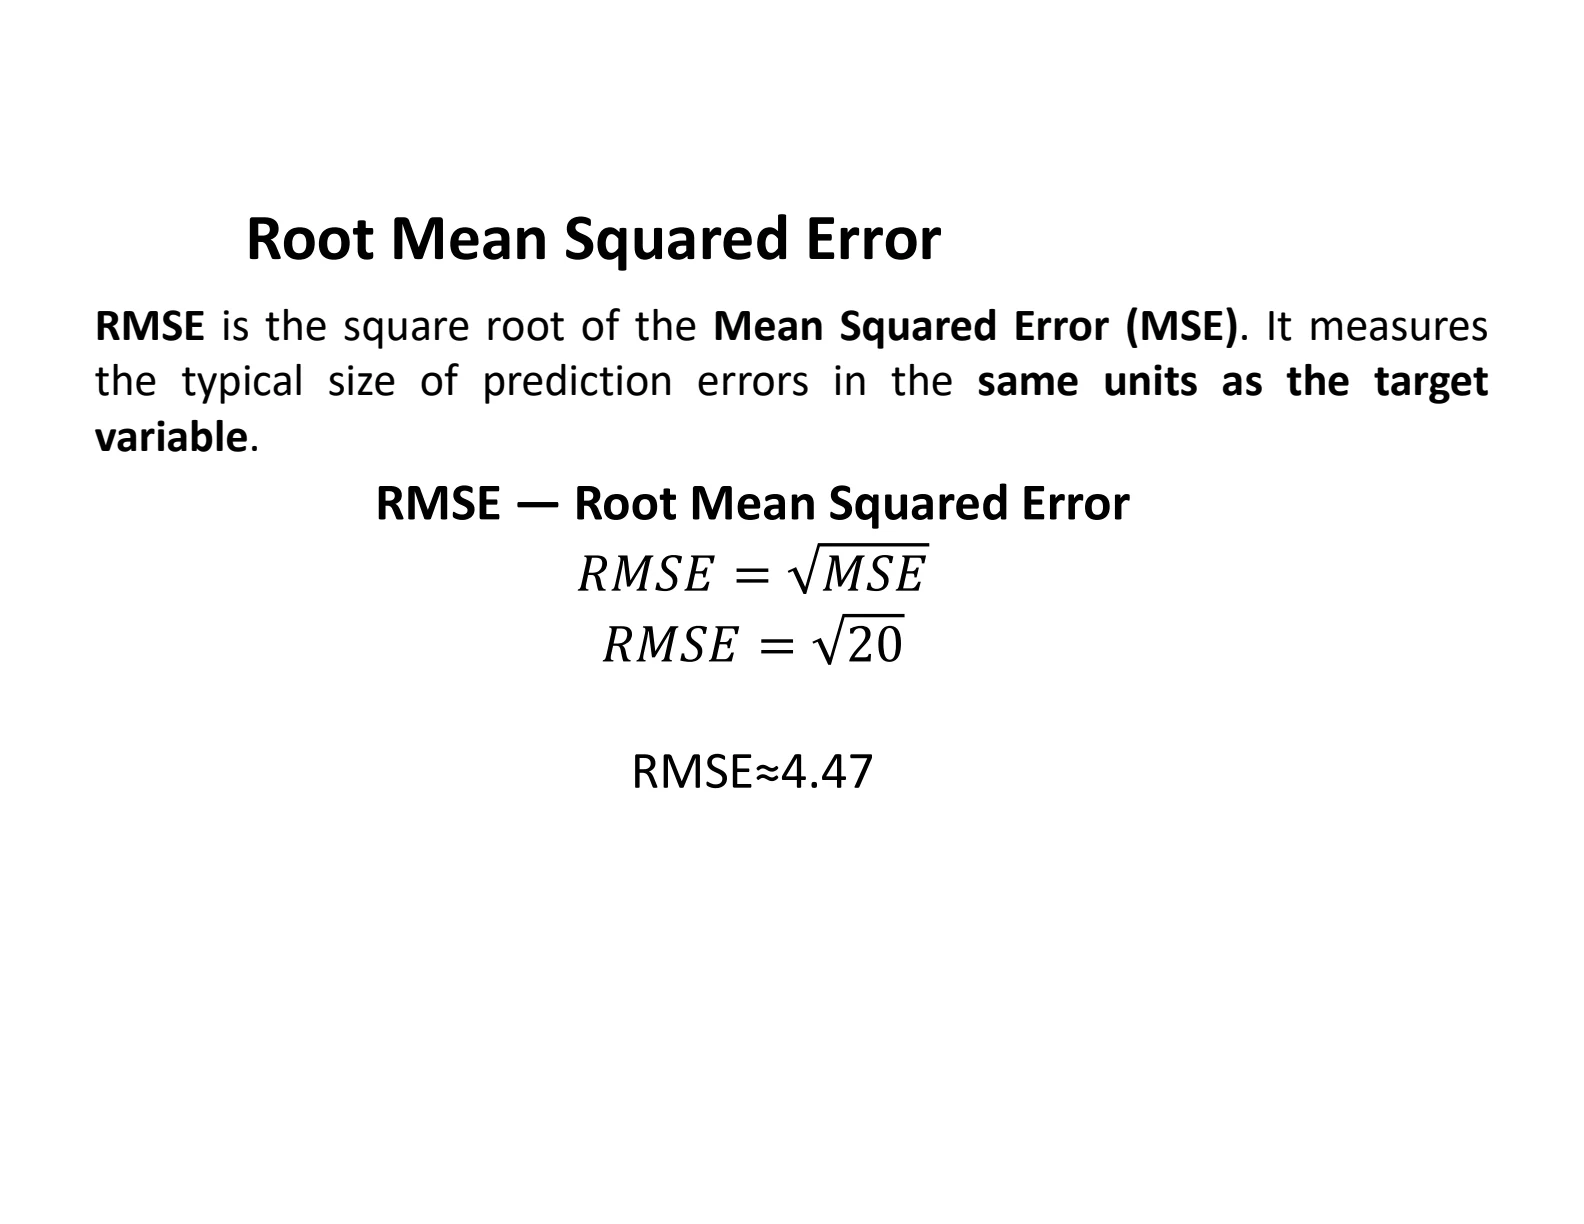 Root Mean Squared Error
RMSE is the square root of the Mean Squared Error (MSE). It measures
the typical size of prediction errors in the same units as the target
variable.
RMSE — Root Mean Squared Error
RMSE = √MSE
RMSE = √20
RMSE≈4.47